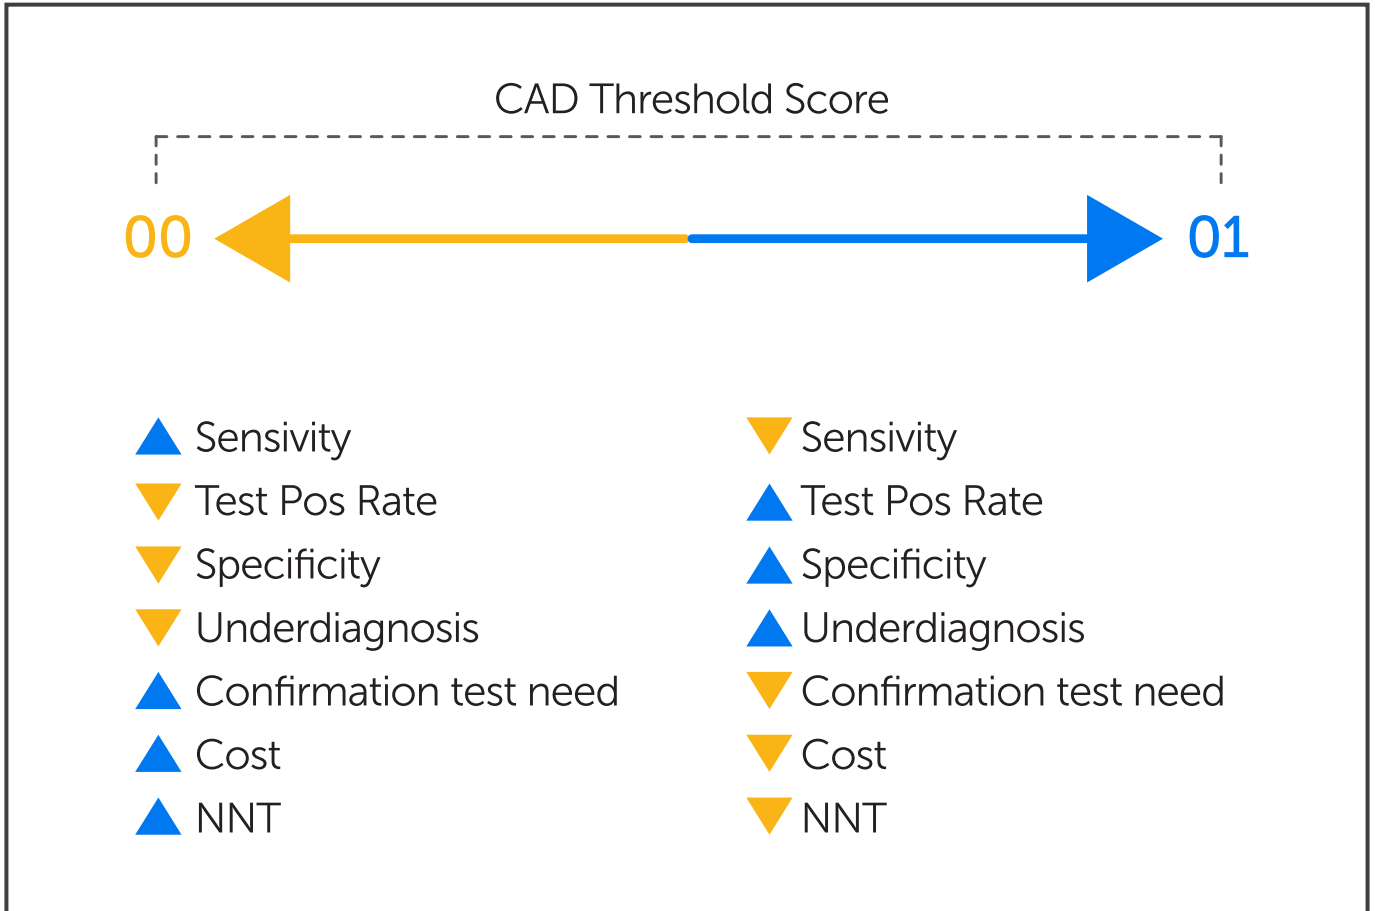 CAD Threshold Score
00 01
Sensivity
Test Pos Rate
Specificity
Underdiagnosis
Confirmation test need
Cost
NNT
Sensivity
Test Pos Rate
Specificity
Underdiagnosis
Confirmation test need
Cost
NNT